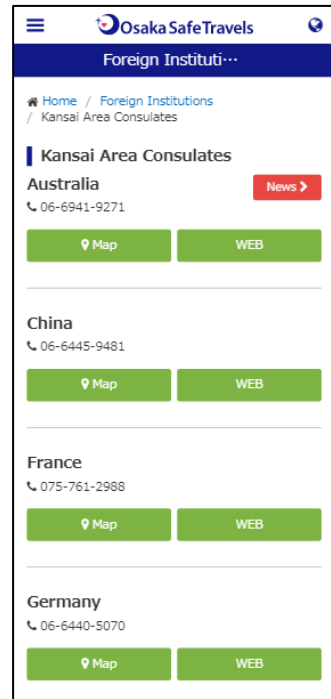 Osaka Safe Travels
Foreign Instituti…
Home / Foreign Institutions
/ Kansai Area Consulates
Kansai Area Consulates
Australia
News
06-6941-9271
Map WEB
China
06-6445-9481
Map WEB
France
075-761-2988
Map WEB
Germany
06-6440-5070
Map WEB